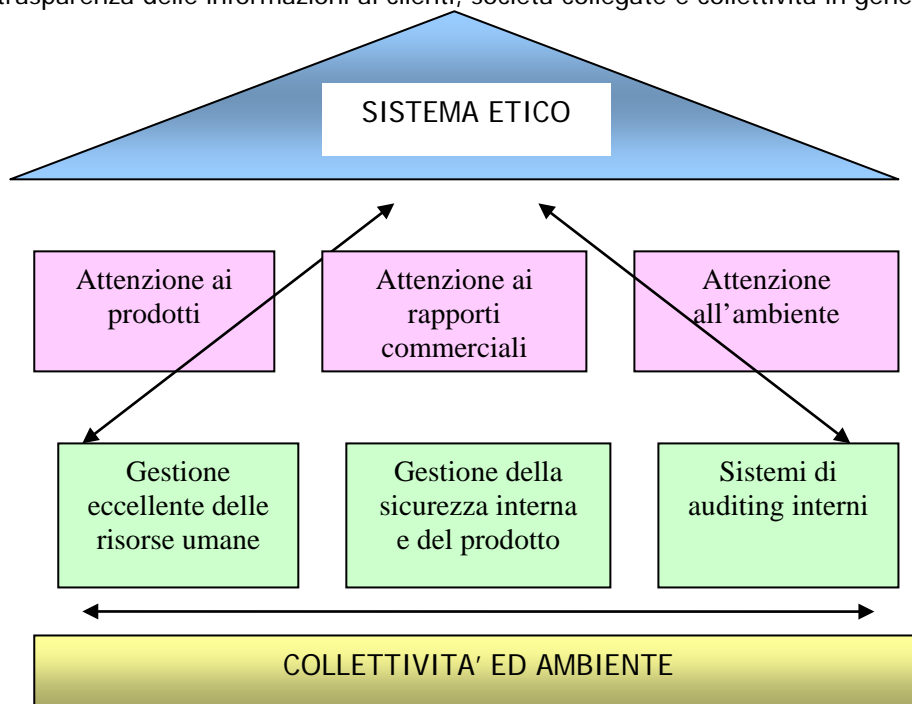 trasparenza delle informazioni ai clienti, società collegate e collettività in gene
SISTEMA ETICO
Attenzione ai
prodotti
Attenzione ai
rapporti
commerciali
Attenzione
all’ambiente
Gestione
eccellente delle
risorse umane
Gestione della
sicurezza interna
e del prodotto
Sistemi di
auditing interni
COLLETTIVITA’ ED AMBIENTE